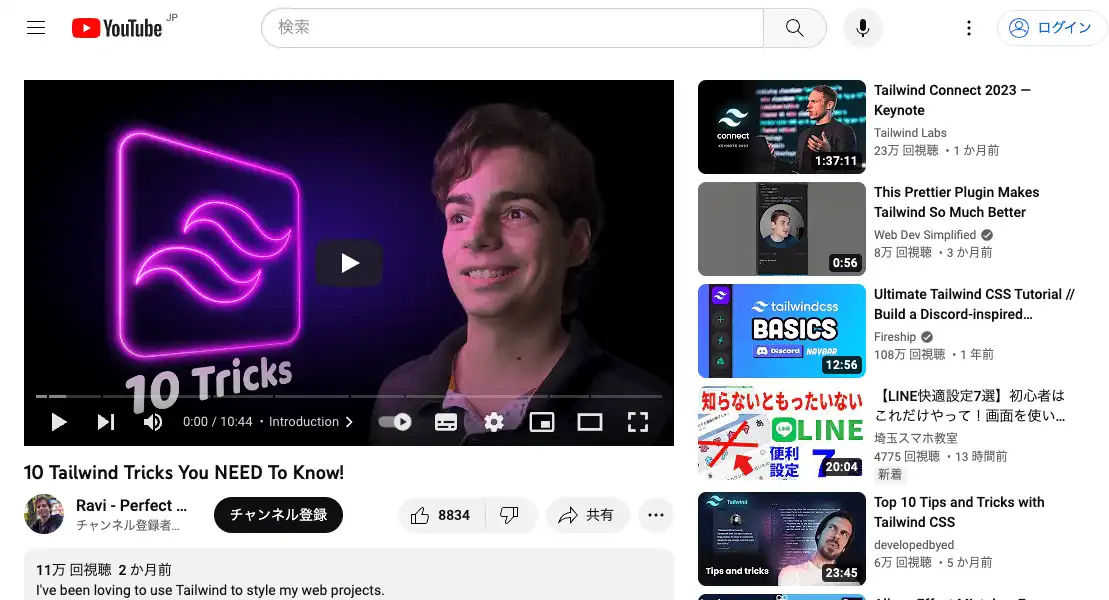 YouTube JP
検索
ログイン
10 Tricks
0:00 / 10:44 • Introduction
10 Tailwind Tricks You NEED To Know!
Ravi - Perfect ...
チャンネル登録者...
チャンネル登録
8834
共有
11万 回視聴 2 か月前
I've been loving to use Tailwind to style my web projects.
connect
KEYNOTE 2023
1:37:11
Tailwind Connect 2023 —
Keynote
Tailwind Labs
23万 回視聴 ・1 か月前
0:56
This Prettier Plugin Makes
Tailwind So Much Better
Web Dev Simplified
8万 回視聴 ・3 か月前
tailwindcss
BASICS
Discord NAVBAR
12:56
Ultimate Tailwind CSS Tutorial //
Build a Discord-inspired...
Fireship
108万 回視聴 ・1 年前
知らないともったいない
LINE
LINE
便利
設定
7
20:04
【LINE快適設定7選】初心者は
これだけやって！画面を使い...
埼玉スマホ教室
4775 回視聴 ・13 時間前
新着
Tailwind
Tips and tricks
23:45
Top 10 Tips and Tricks with
Tailwind CSS
developedbyed
6万 回視聴 ・5 か月前